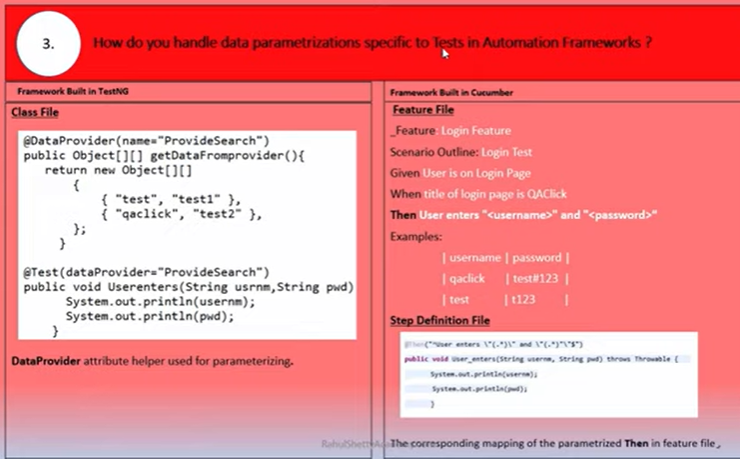 3.
How do you handle data parametrizations specific to Tests in Automation Frameworks ?
Framework Built in TestNG
Class File
@DataProvider(name="ProvideSearch")
public Object[][] getDataFromprovider(){
return new Object[][]
{
{ "test", "test1" },
{ "qaclick", "test2" },
};
}
@Test(dataProvider="ProvideSearch")
public void Userenters(String usrnm,String pwd)
System.out.println(usernm);
System.out.println(pwd);
}
DataProvider attribute helper used for parameterizing.
Framework Built in Cucumber
Feature File
_Feature Login Feature
Scenario Outline: Login Test
Given User is on Login Page
When title of login page is QAClick
Then User enters "<username>" and "<password>"
Examples:
| username | password |
| qaclick | test#123 |
| test | t123 |
Step Definition File
@Then("^User enters \"(.*)\" and \"(.*)\"$")
public void User_enters(String usernm, String pwd) throws Throwable {
System.out.println(usernm);
System.out.println(pwd);
}
The corresponding mapping of the parametrized Then in feature file